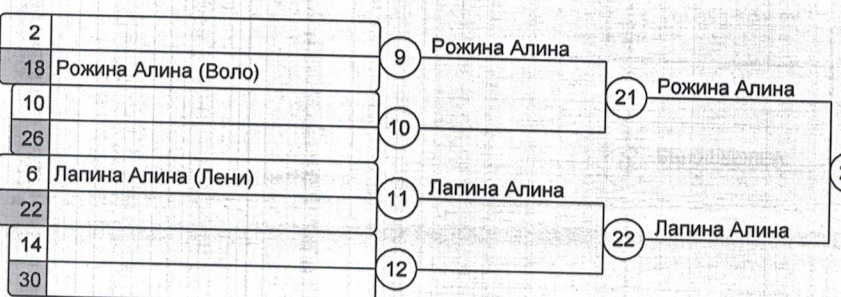 2
18 Рожина Алина (Воло)
10
26
6 Лапина Алина (Лени)
22
14
30
9 Рожина Алина
10
11 Лапина Алина
12
21 Рожина Алина
22 Лапина Алина